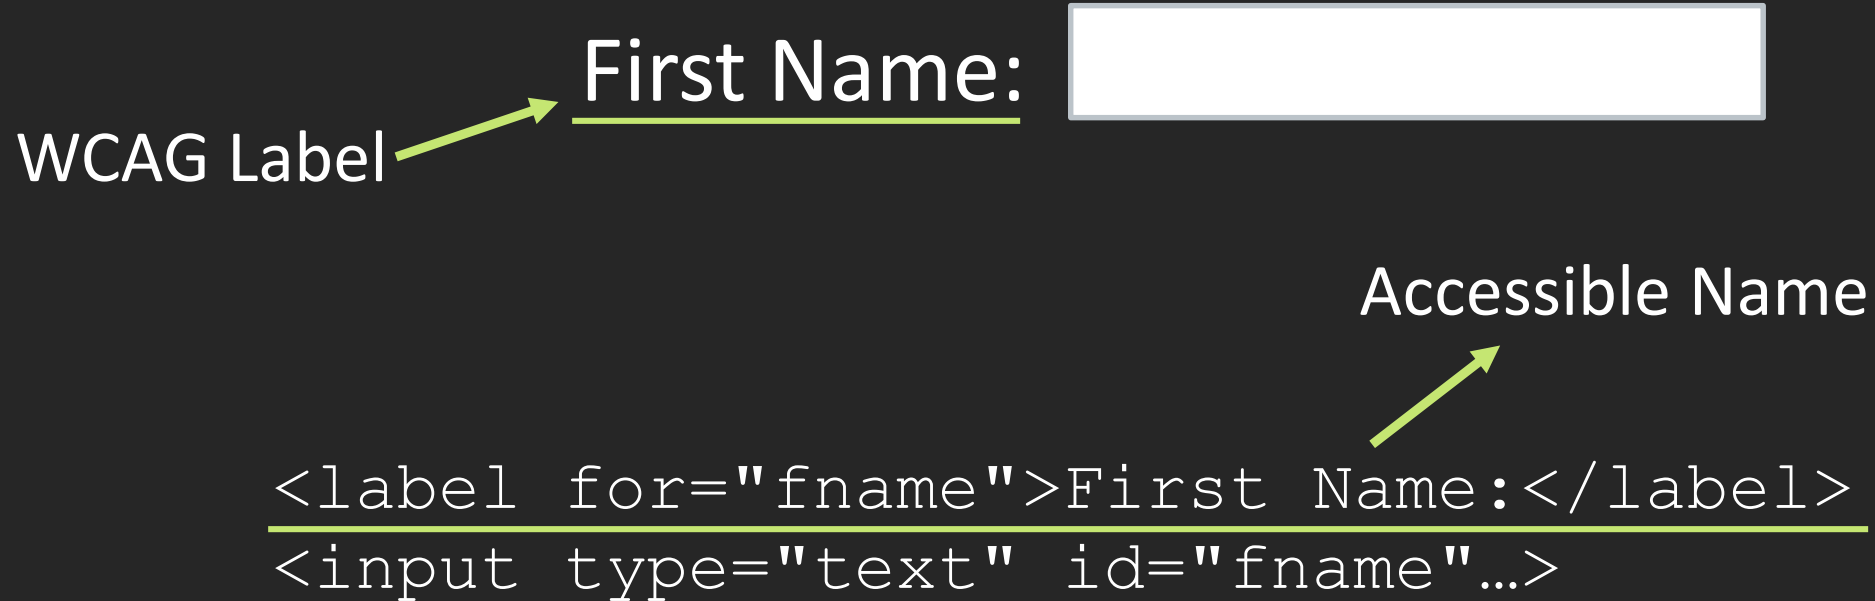 First Name:
WCAG Label
Accessible Name
<label for="fname">First Name:</label>
<input type="text" id="fname"…>